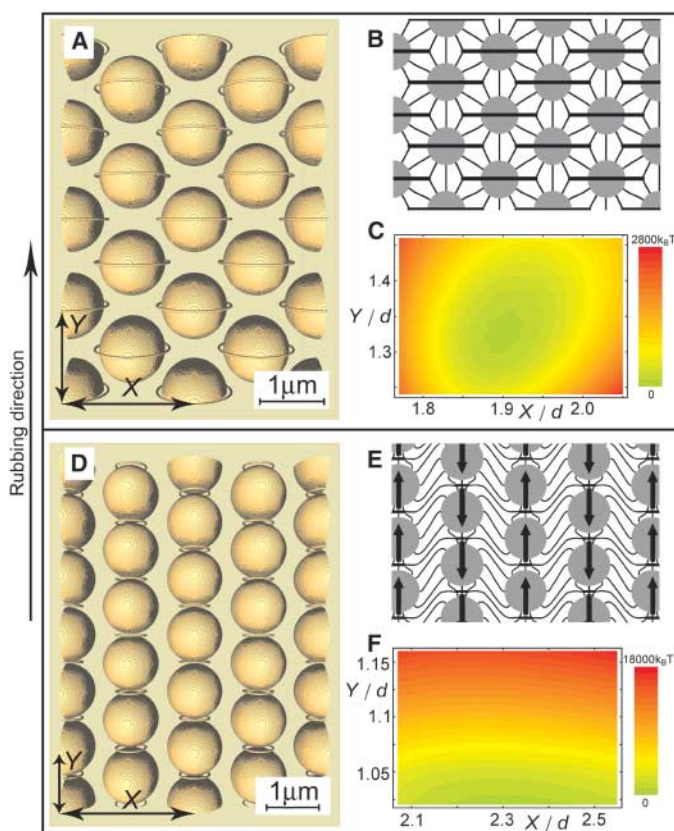 Rubbing direction
A
Y
X
1μm
B
C
1.4
Y / d
1.3
1.8
1.9
2.0
X / d
2800kBT
0
D
Y
X
1μm
E
F
1.15
Y / d
1.1
1.05
2.1
2.3
2.5
X / d
18000kBT
0